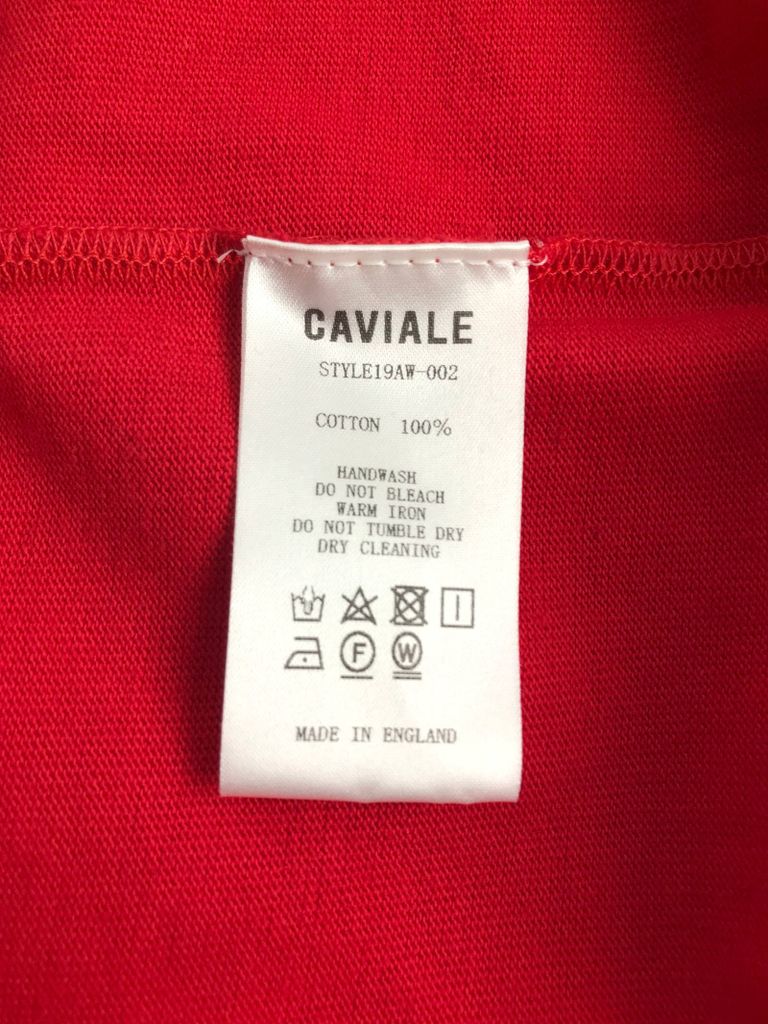 CAVIALE
STYLE19AW-002
COTTON 100%
HANDWASH
DO NOT BLEACH
WARM IRON
DO NOT TUMBLE DRY
DRY CLEANING
F W
MADE IN ENGLAND